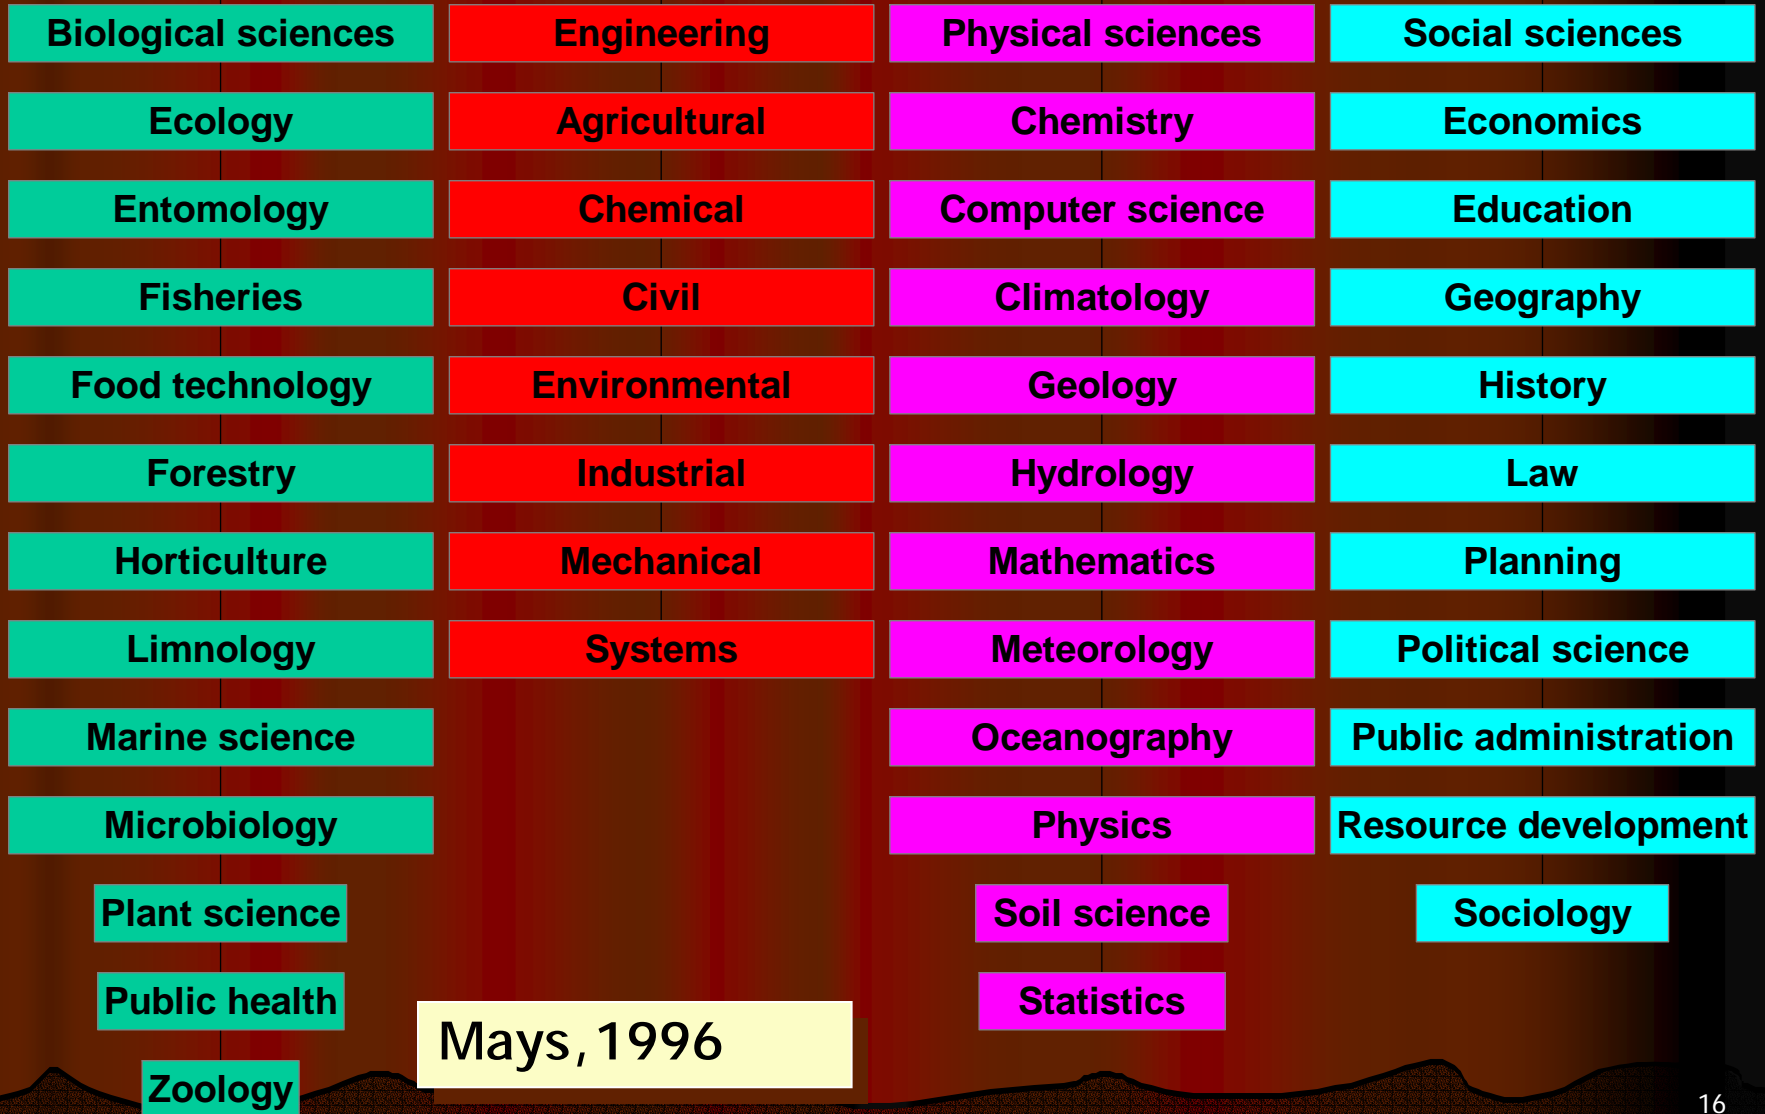 Biological sciences
Ecology
Entomology
Fisheries
Food technology
Forestry
Horticulture
Limnology
Marine science
Microbiology
Plant science
Public health
Zoology
Engineering
Agricultural
Chemical
Civil
Environmental
Industrial
Mechanical
Systems
Physical sciences
Chemistry
Computer science
Climatology
Geology
Hydrology
Mathematics
Meteorology
Oceanography
Physics
Soil science
Statistics
Social sciences
Economics
Education
Geography
History
Law
Planning
Political science
Public administration
Resource development
Sociology
Mays,1996
16